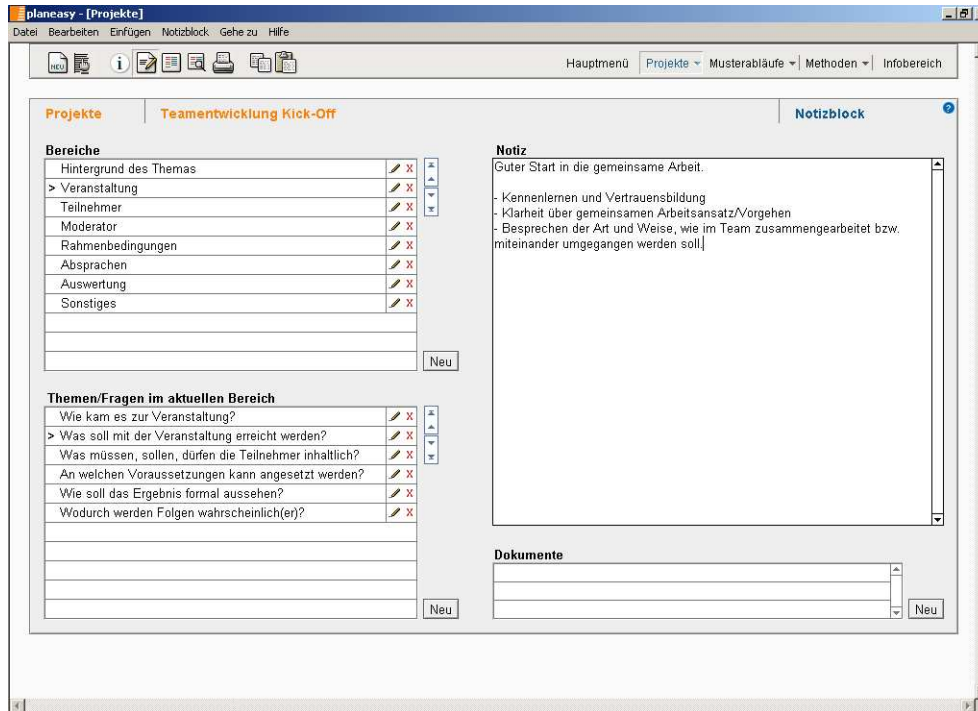 planeasy - [Projekte]
Datei Bearbeiten Einfügen Notizblock Gehe zu Hilfe
NEU
Hauptmenü Projekte Musterabläufe Methoden Infobereich
Projekte Teamentwicklung Kick-Off Notizblock ?
Bereiche
Hintergrund des Themas X
> Veranstaltung X
Teilnehmer X
Moderator X
Rahmenbedingungen X
Absprachen X
Auswertung X
Sonstiges X
Neu
Themen/Fragen im aktuellen Bereich
Wie kam es zur Veranstaltung? X
> Was soll mit der Veranstaltung erreicht werden? X
Was müssen, sollen, dürfen die Teilnehmer inhaltlich? X
An welchen Voraussetzungen kann angesetzt werden? X
Wie soll das Ergebnis formal aussehen? X
Wodurch werden Folgen wahrscheinlich(er)? X
Neu
Notiz
Guter Start in die gemeinsame Arbeit.
- Kennenlernen und Vertrauensbildung
- Klarheit über gemeinsamen Arbeitsansatz/Vorgehen
- Besprechen der Art und Weise, wie im Team zusammengearbeitet bzw.
miteinander umgegangen werden soll.
Dokumente
Neu